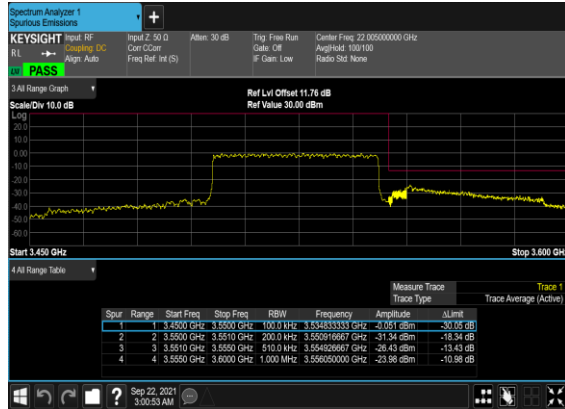 Spectrum Analyzer 1
Spurious Emissions
KEYSIGHT Input: RF Input Z: 50 Ω Atten: 30 dB Trig: Free Run Center Freq: 22.005000000 GHz
RL Coupling: DC Corr CCorr Gate: Off Avg|Hold: 100/100
Align: Auto Freq Ref: Int (S) IF Gain: Low Radio Std: None
PASS
3 All Range Graph Ref Lvl Offset 11.76 dB
Scale/Div 10.0 dB Ref Value 30.00 dBm
Log
20.0
10.0
0.00
-10.0
-20.0
-30.0
-40.0
-50.0
-60.0
Start 3.450 GHz Stop 3.600 GHz
4 All Range Table
Measure Trace Trace 1
Trace Type Trace Average (Active)
Spur Range Start Freq Stop Freq RBW Frequency Amplitude ΔLimit
1 1 3.4500 GHz 3.5500 GHz 100.0 kHz 3.534833333 GHz -0.051 dBm -30.05 dB
2 2 3.5500 GHz 3.5510 GHz 200.0 kHz 3.550916667 GHz -31.34 dBm -18.34 dB
3 3 3.5510 GHz 3.5550 GHz 510.0 kHz 3.554926667 GHz -26.43 dBm -13.43 dB
4 4 3.5550 GHz 3.6000 GHz 1.000 MHz 3.556050000 GHz -23.98 dBm -10.98 dB
Sep 22, 2021
3:00:53 AM